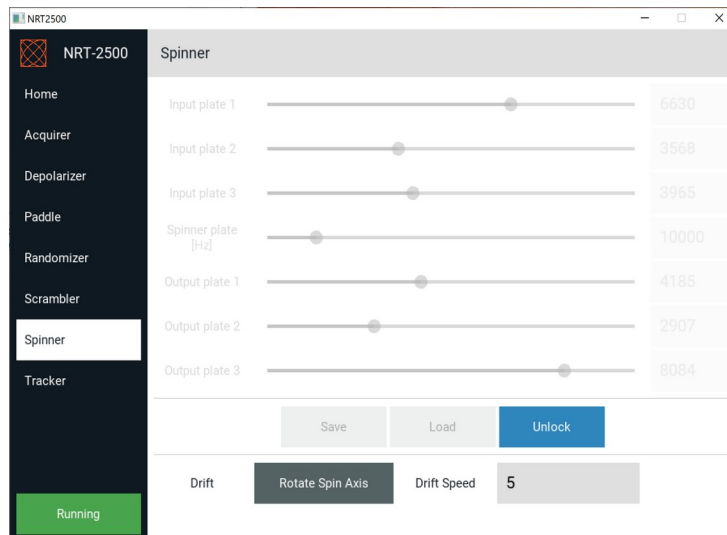 NRT2500
NRT-2500
Spinner
Home
Acquirer
Depolarizer
Paddle
Randomizer
Scrambler
Spinner
Tracker
Running
Input plate 1 6630
Input plate 2 3568
Input plate 3 3965
Spinner plate
[Hz] 10000
Output plate 1 4185
Output plate 2 2907
Output plate 3 8084
Save Load Unlock
Drift Rotate Spin Axis Drift Speed 5